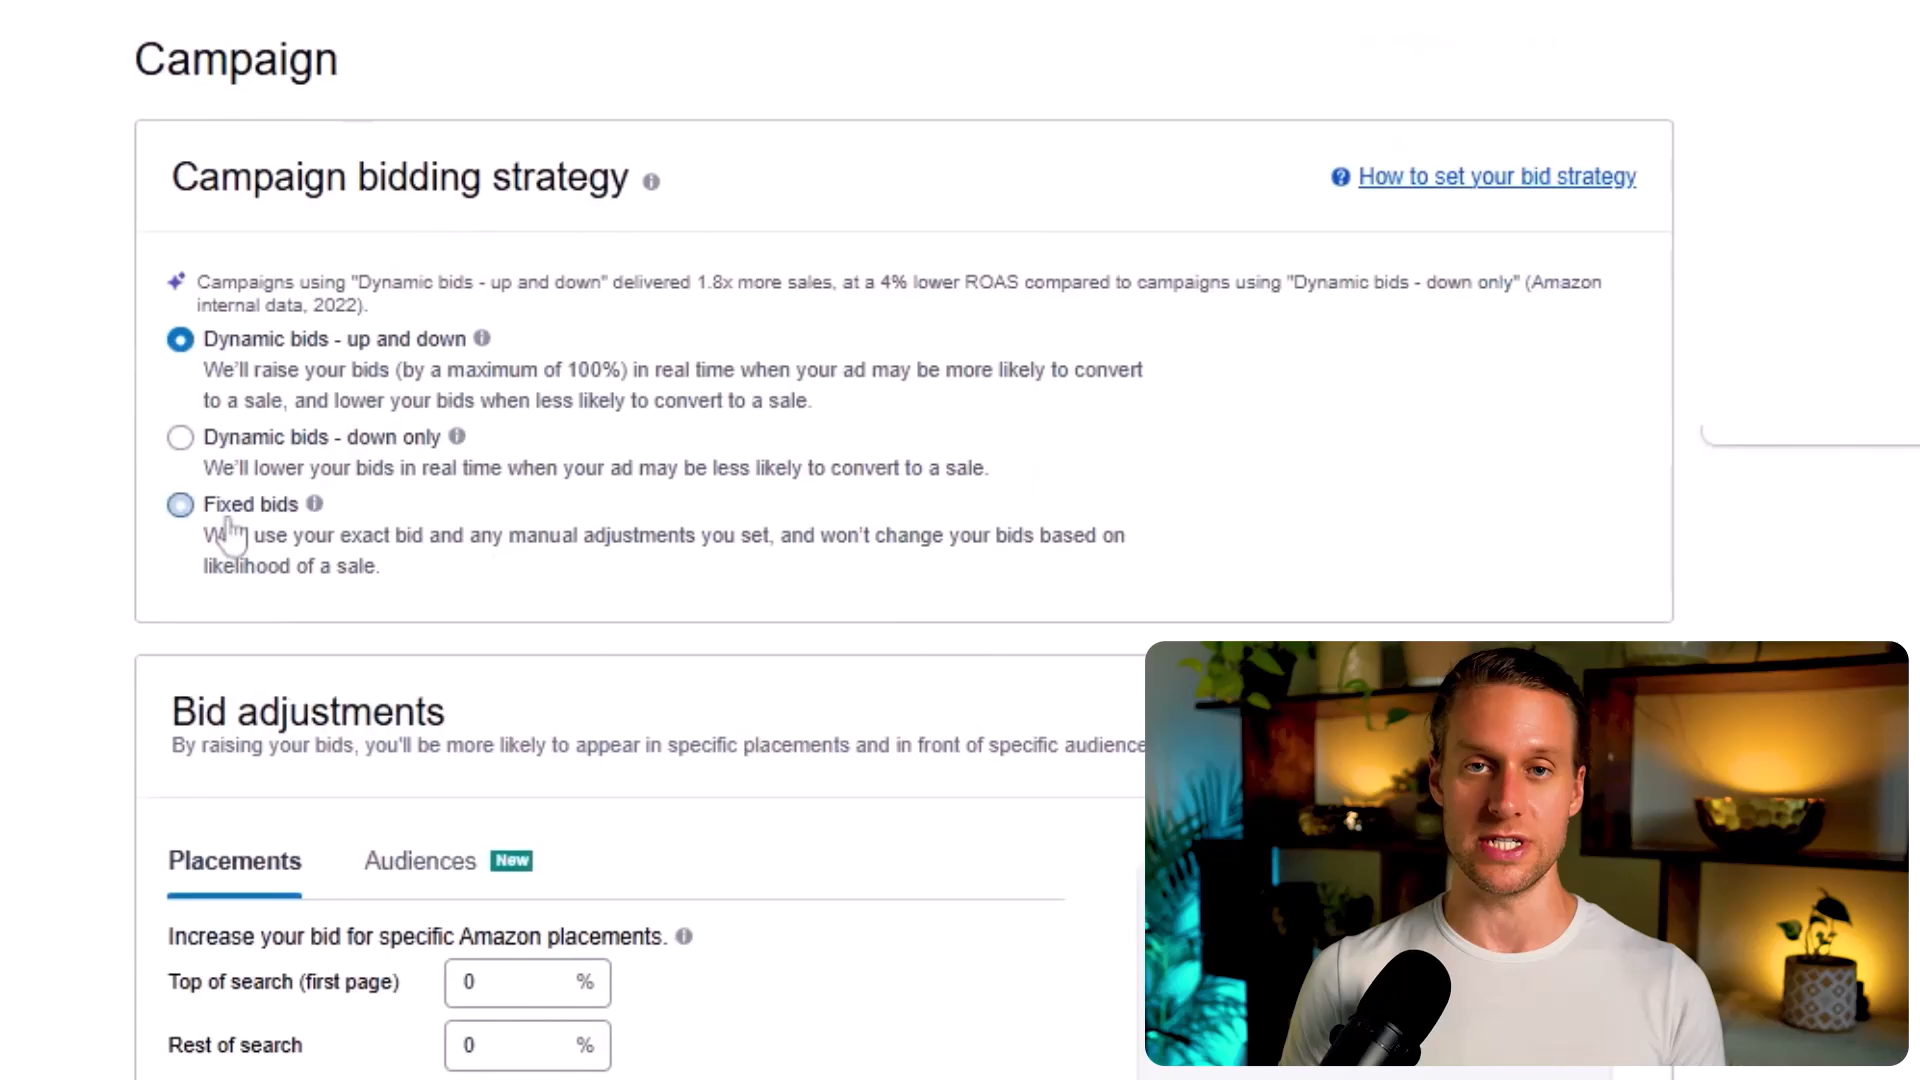 Campaign
Campaign bidding strategy
How to set your bid strategy
Campaigns using "Dynamic bids - up and down" delivered 1.8x more sales, at a 4% lower ROAS compared to campaigns using "Dynamic bids - down only" (Amazon
internal data, 2022).
Dynamic bids - up and down
We'll raise your bids (by a maximum of 100%) in real time when your ad may be more likely to convert
to a sale, and lower your bids when less likely to convert to a sale.
Dynamic bids - down only
We'll lower your bids in real time when your ad may be less likely to convert to a sale.
Fixed bids
use your exact bid and any manual adjustments you set, and won't change your bids based on
likelihood of a sale.
Bid adjustments
By raising your bids, you'll be more likely to appear in specific placements and in front of specific audience
Placements
Audiences New
Increase your bid for specific Amazon placements.
Top of search (first page) 0 %
Rest of search 0 %